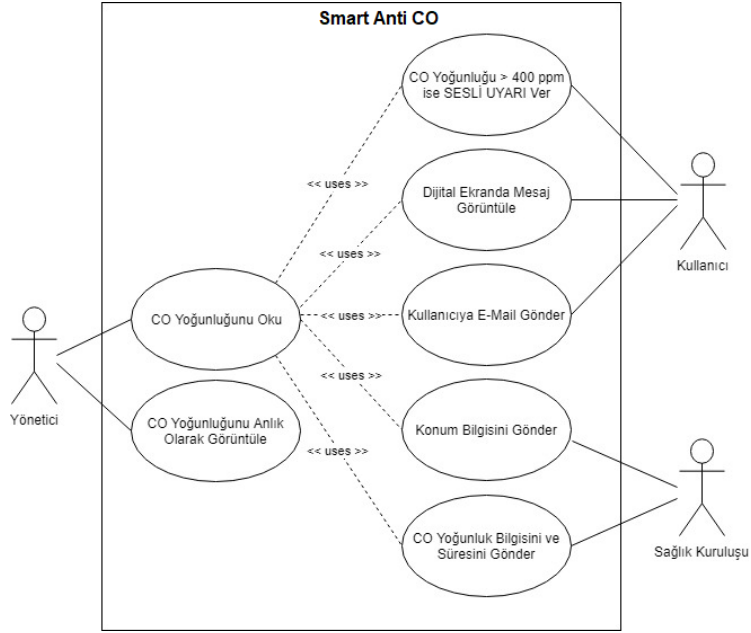 Smart Anti CO
CO Yoğunluğu > 400 ppm
ise SESLİ UYARI Ver
<< uses >>
Dijital Ekranda Mesaj
Görüntüle
<< uses >>
Kullanıcı
CO Yoğunluğunu Oku
<< uses >>
Kullanıcıya E-Mail Gönder
<< uses >>
Yönetici
CO Yoğunluğunu Anlık
Olarak Görüntüle
Konum Bilgisini Gönder
<< uses >>
CO Yoğunluk Bilgisini ve
Süresini Gönder
Sağlık Kuruluşu